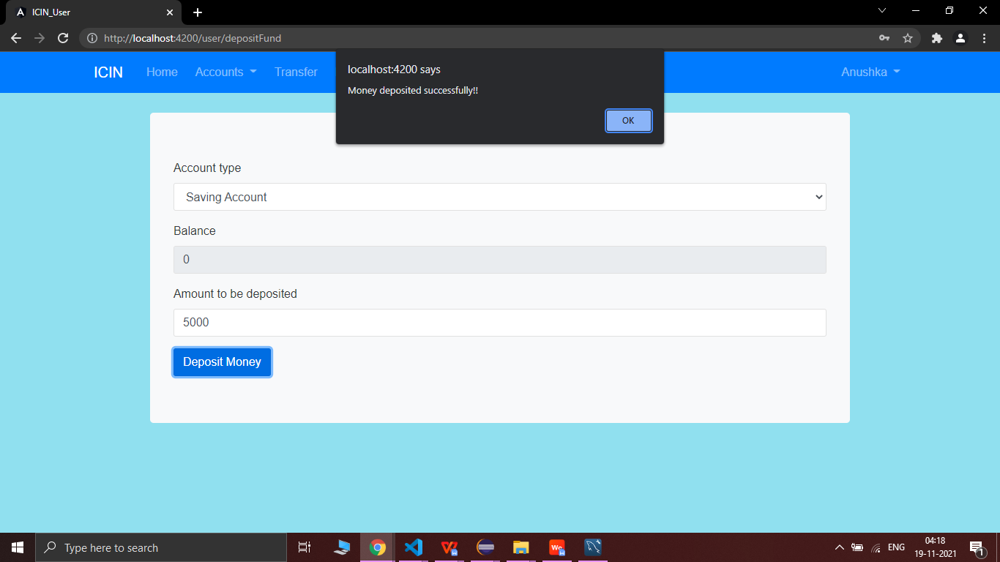 ICIN_User
http://localhost:4200/user/depositFund
ICIN Home Accounts Transfer Anushka
localhost:4200 says
Money deposited successfully!!
OK
Account type
Saving Account
Balance
0
Amount to be deposited
5000
Deposit Money
Type here to search
ENG
04:18
19-11-2021
1